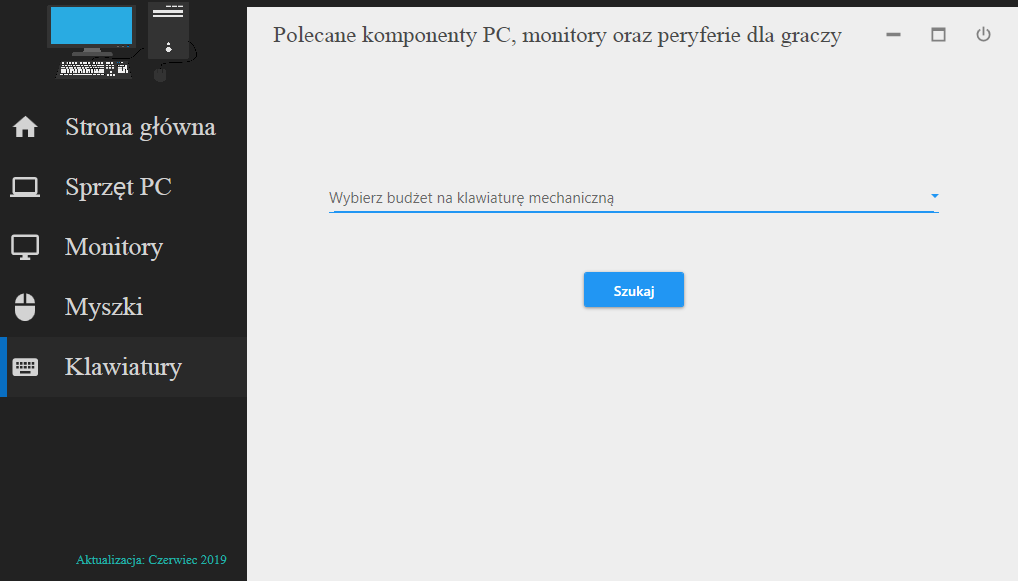 Polecane komponenty PC, monitory oraz peryferie dla graczy
Strona główna
Sprzęt PC
Monitory
Myszki
Klawiatury
Wybierz budżet na klawiaturę mechaniczną
Szukaj
Aktualizacja: Czerwiec 2019